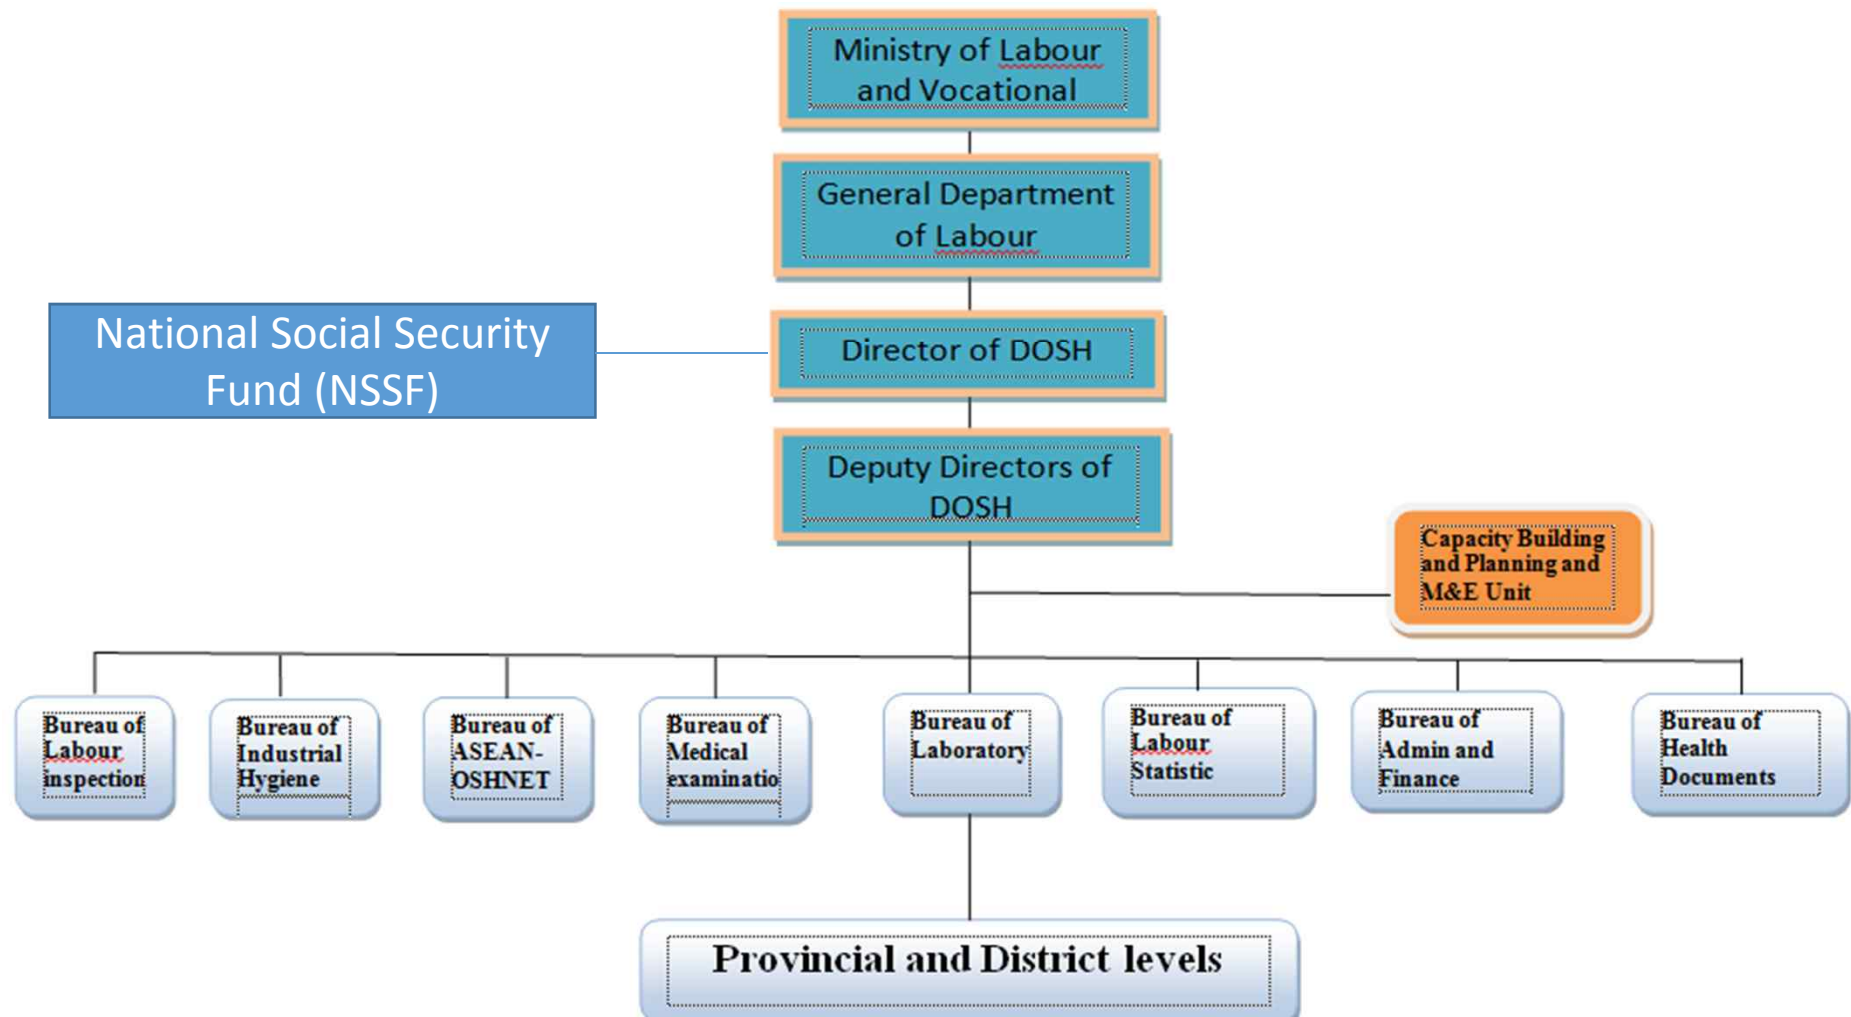 Ministry of Labour
and Vocational
General Department
of Labour
National Social Security
Fund (NSSF)
Director of DOSH
Deputy Directors of
DOSH
Capacity Building
and Planning and
M&E Unit
Bureau of
Labour
inspection
Bureau of
Industrial
Hygiene
Bureau of
ASEAN-
OSHNET
Bureau of
Medical
examinatio
Bureau of
Laboratory
Bureau of
Labour
Statistic
Bureau of
Admin and
Finance
Bureau of
Health
Documents
Provincial and District levels